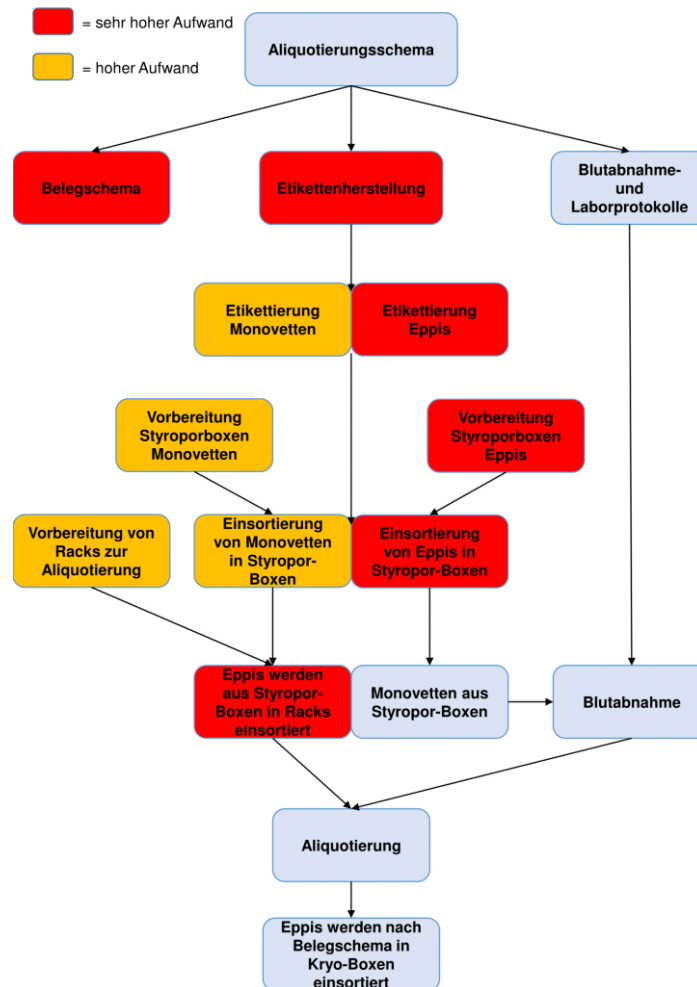 = sehr hoher Aufwand
= hoher Aufwand
Aliquotierungsschema
Belegschema
Etikettenherstellung
Blutabnahme-
und
Laborprotokolle
Etikettierung
Monovetten
Etikettierung
Eppis
Vorbereitung
Styroporboxen
Monovetten
Vorbereitung
Styroporboxen
Eppis
Vorbereitung von
Racks zur
Aliquotierung
Einsortierung
von Monovetten
in Styropor-
Boxen
Einsortierung
von Eppis in
Styropor-Boxen
Eppis werden
aus Styropor-
Boxen in Racks
einsortiert
Monovetten aus
Styropor-Boxen
Blutabnahme
Aliquotierung
Eppis werden nach
Belegschema in
Kryo-Boxen
einsortiert